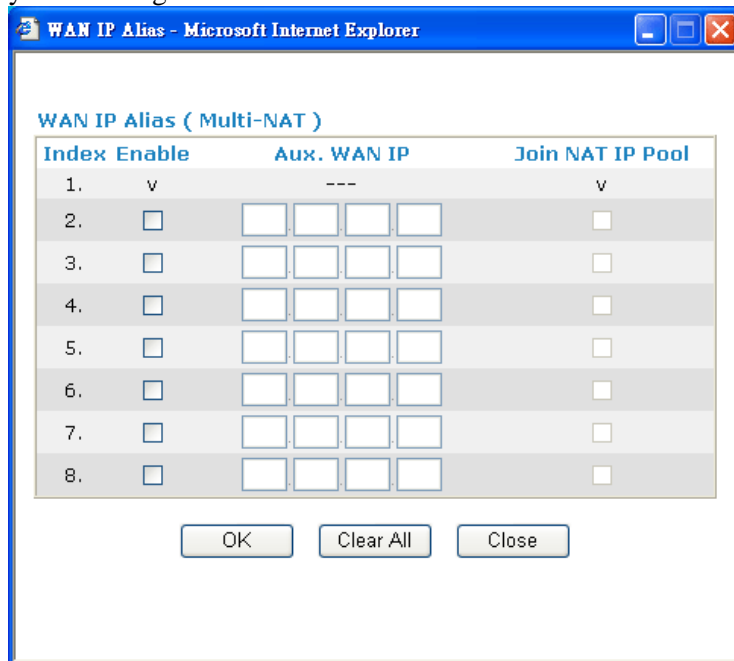 WAN IP Alias - Microsoft Internet Explorer
WAN IP Alias ( Multi-NAT )
Index Enable Aux. WAN IP Join NAT IP Pool
1. v --- v
2.
3.
4.
5.
6.
7.
8.
OK Clear All Close